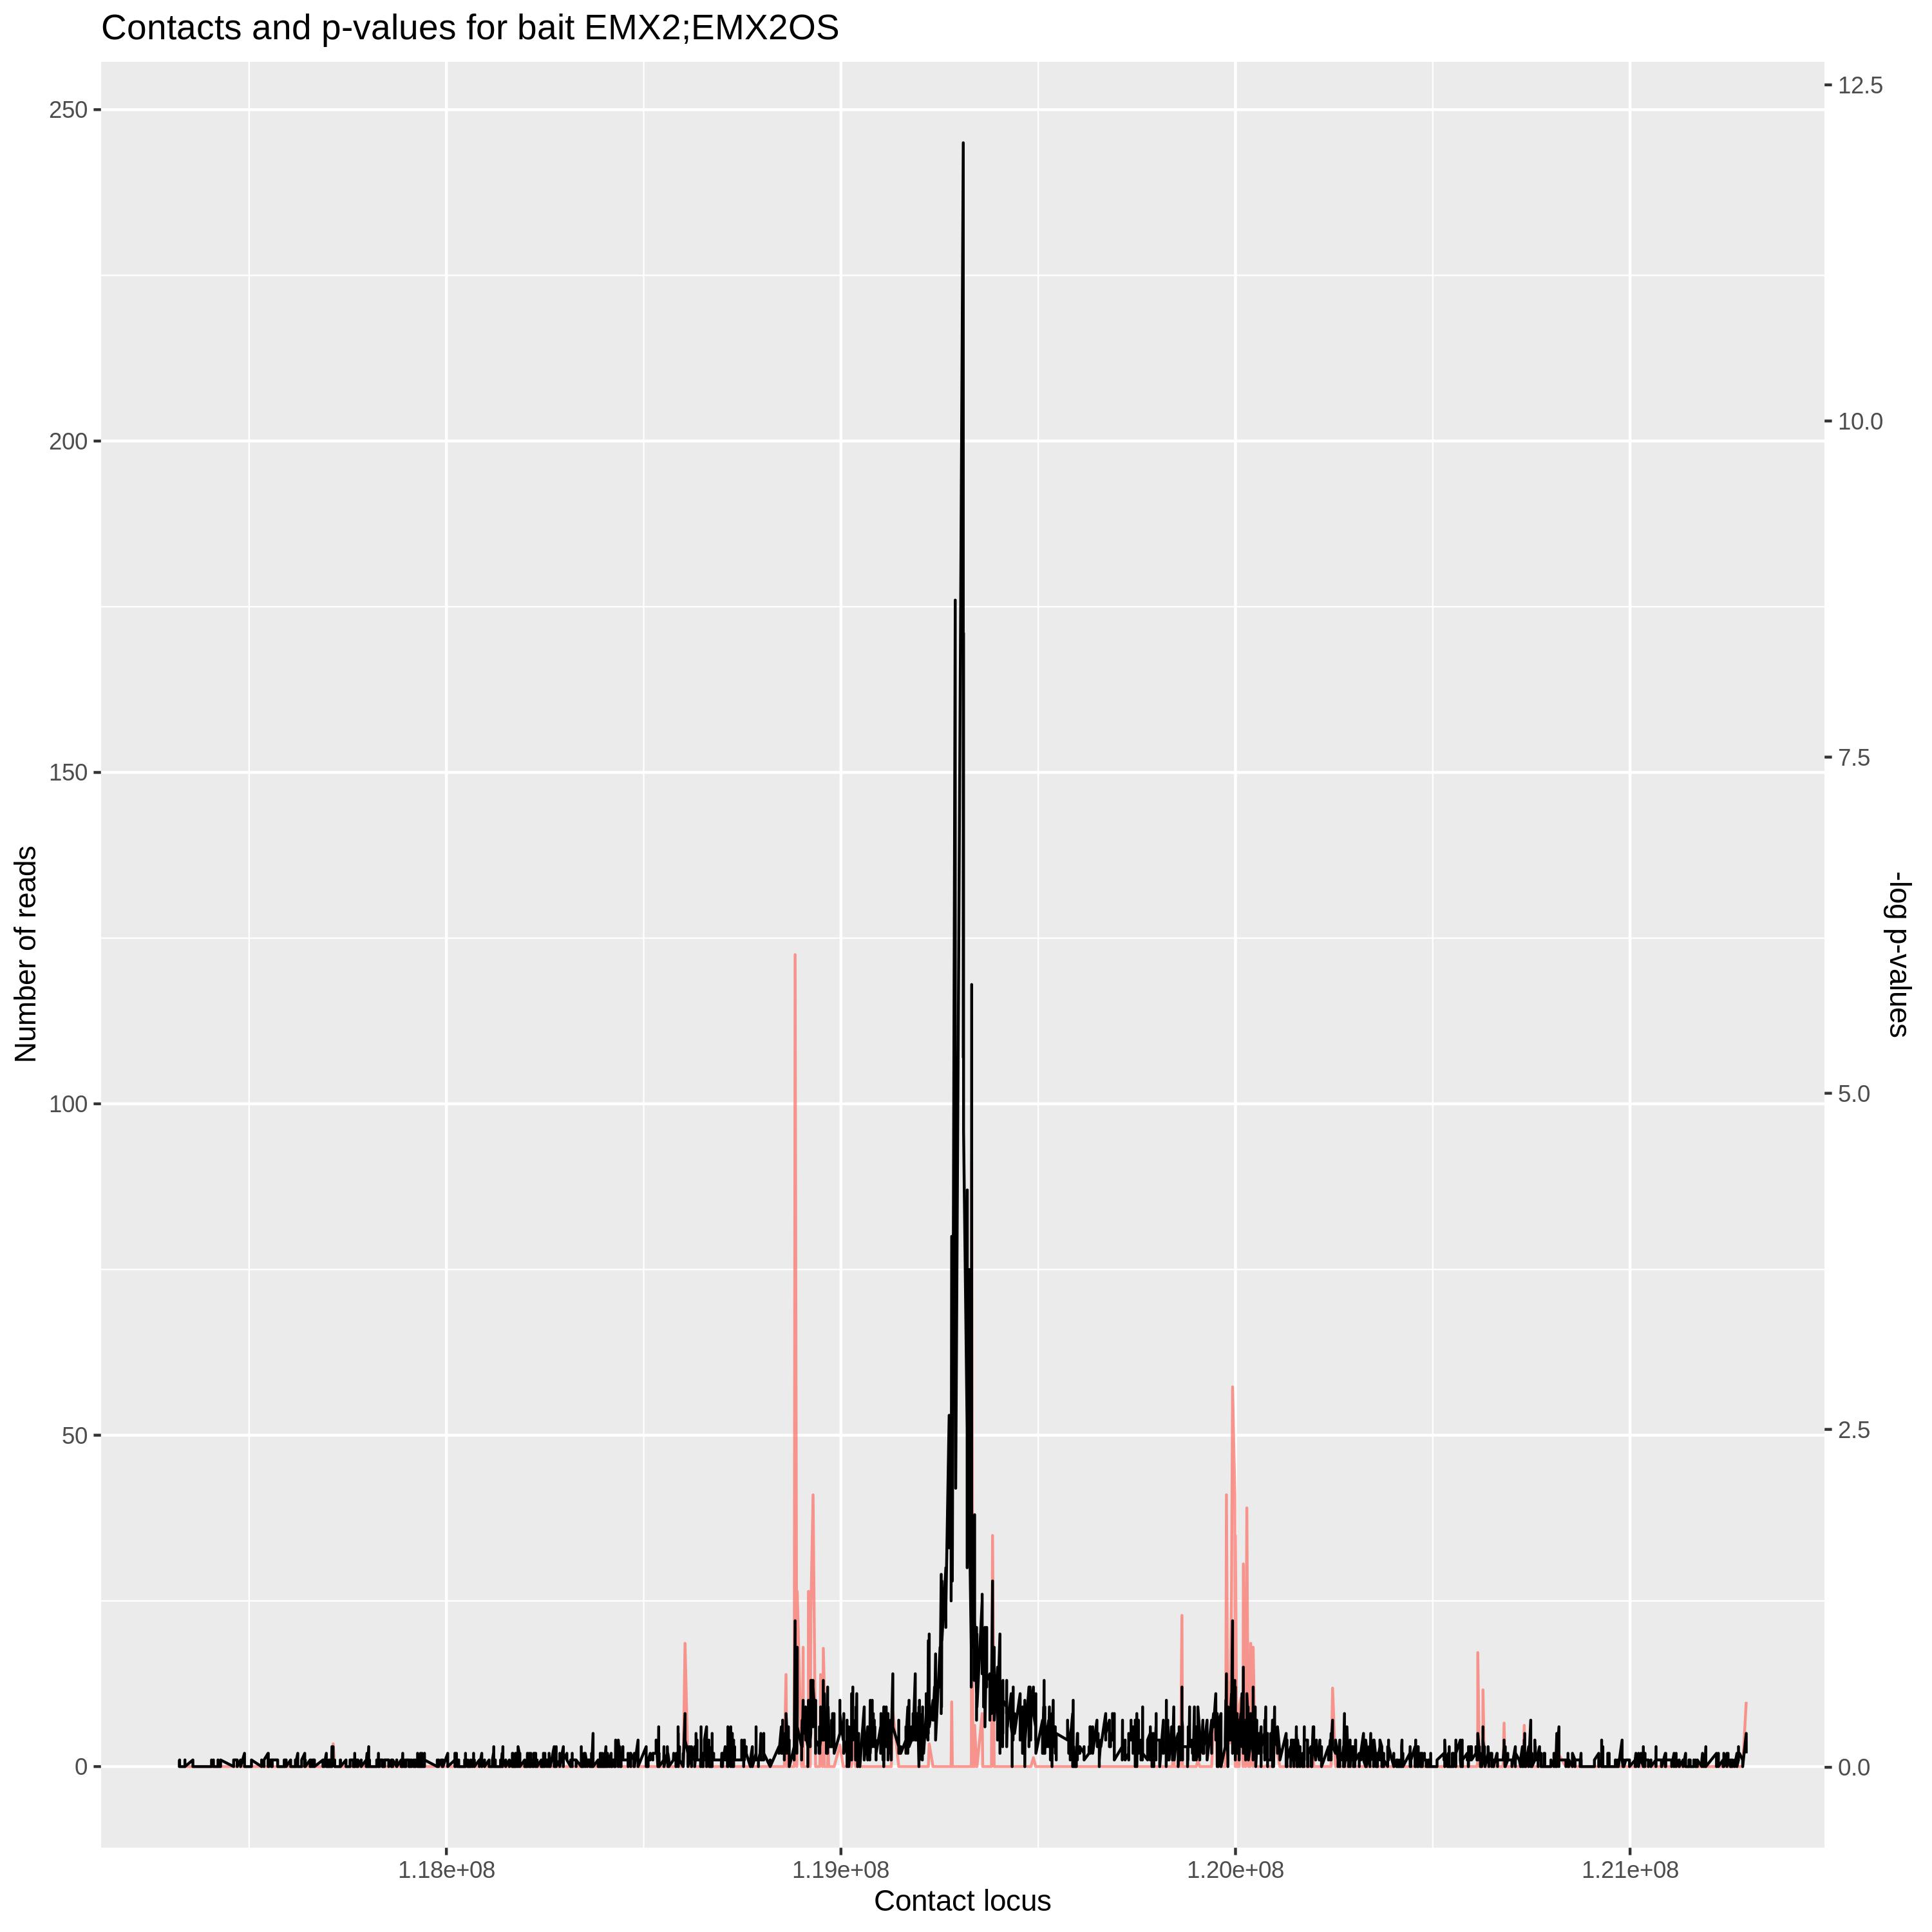 Contacts and p-values for bait EMX2;EMX2OS
Number of reads
250
200
150
100
50
0
12.5
10.0
7.5
5.0
2.5
0.0
-log p-values
1.18e+08 1.19e+08 1.20e+08 1.21e+08
Contact locus